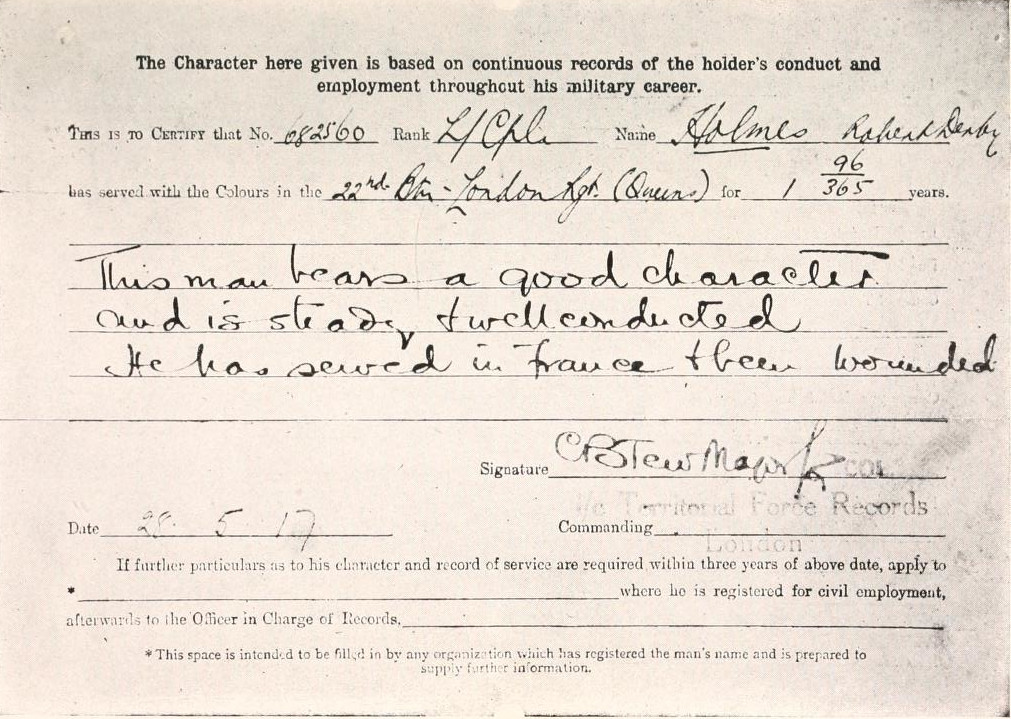 The Character here given is based on continuous records of the holder's conduct and
employment throughout his military career.
THIS IS TO CERTIFY that No. 682560 Rank L/Cpl. Name Holmes Robert Derby
has served with the Colours in the 22nd Btn - London Rgt. (Queens) for 1 96/365 years.
This man bears a good character
and is steady & well conducted
He has served in France & been wounded
Signature Major for COL.
i/c Territorial Force Records
Date 28 5 17 Commanding
London
If further particulars as to his character and record of service are required within three years of above date, apply to
* where he is registered for civil employment,
afterwards to the Officer in Charge of Records,
* This space is intended to be filled in by any organization which has registered the man's name and is prepared to
supply further information.